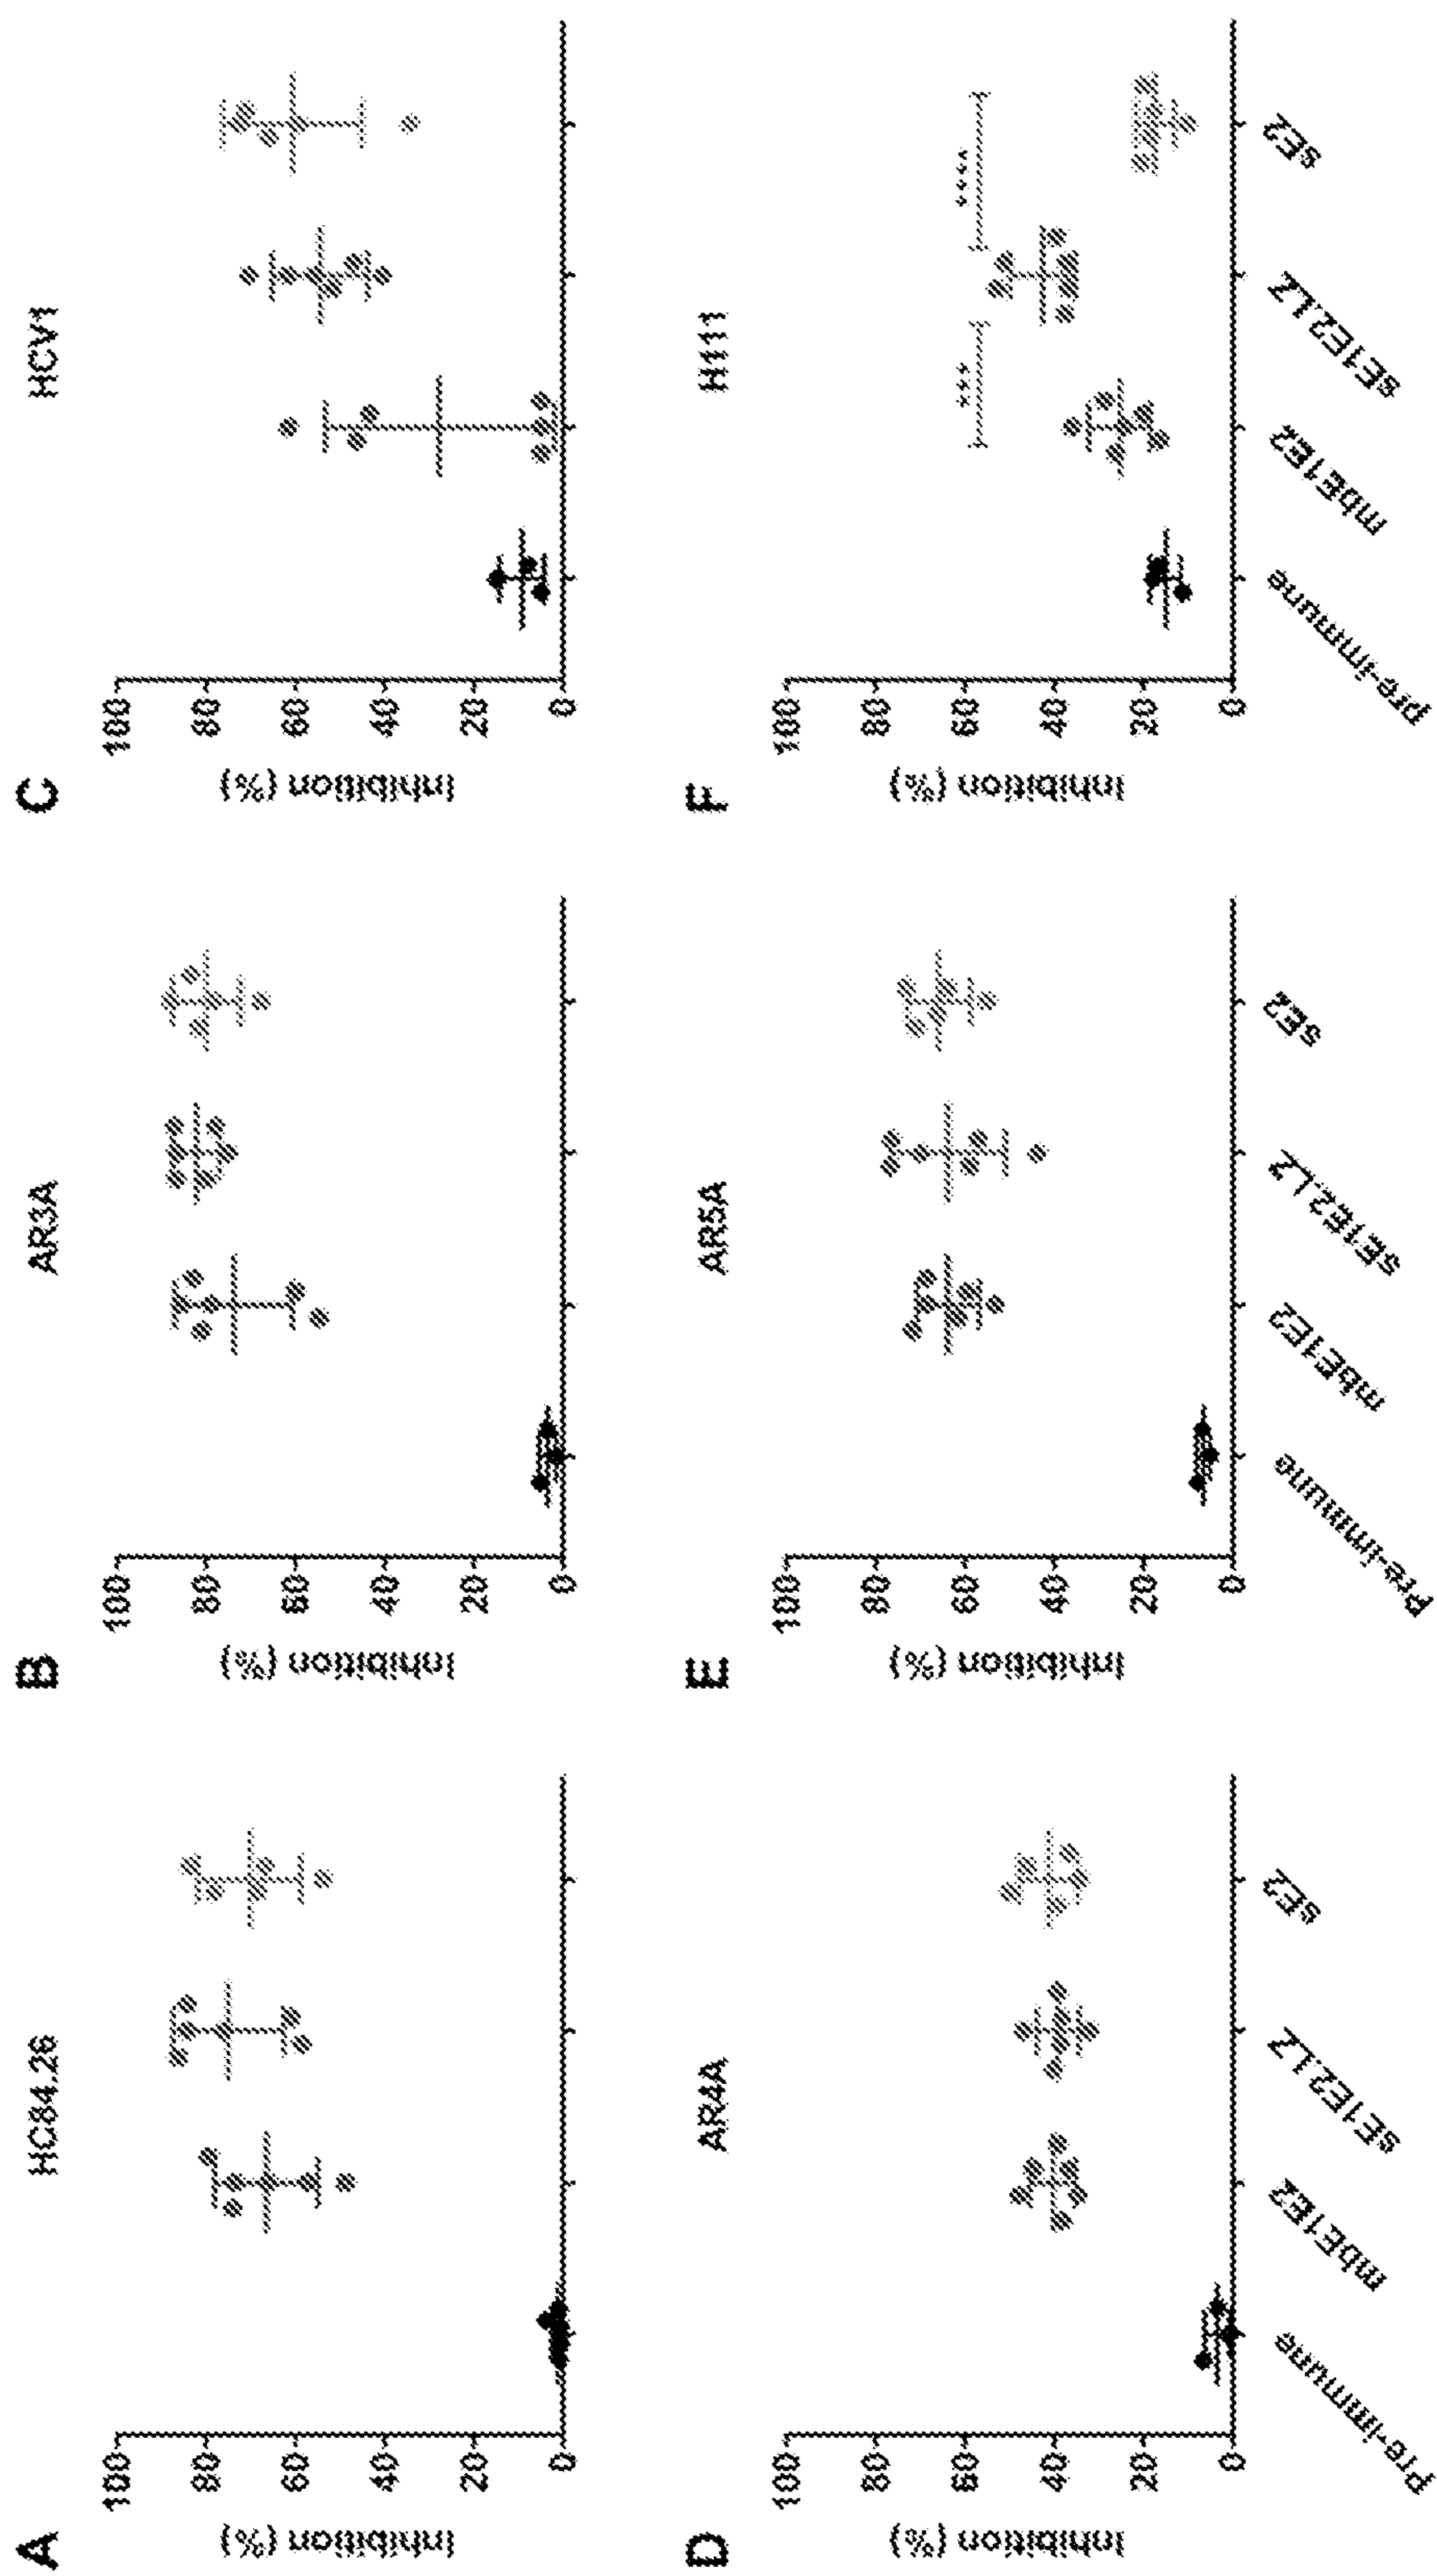 A
HC84.26
Inhibition (%)
100
80
60
40
20
0
B
AR3A
Inhibition (%)
100
80
60
40
20
0
C
HCV1
Inhibition (%)
100
80
60
40
20
0
D
AR4A
Inhibition (%)
100
80
60
40
20
0
Pre-immune
mbE1E2
sE1E2.LZ
sE2
E
AR5A
Inhibition (%)
100
80
60
40
20
0
Pre-immune
mbE1E2
sE1E2.LZ
sE2
F
H111
Inhibition (%)
100
80
60
40
20
0
***
****
pre-immune
mbE1E2
sE1E2.LZ
sE2